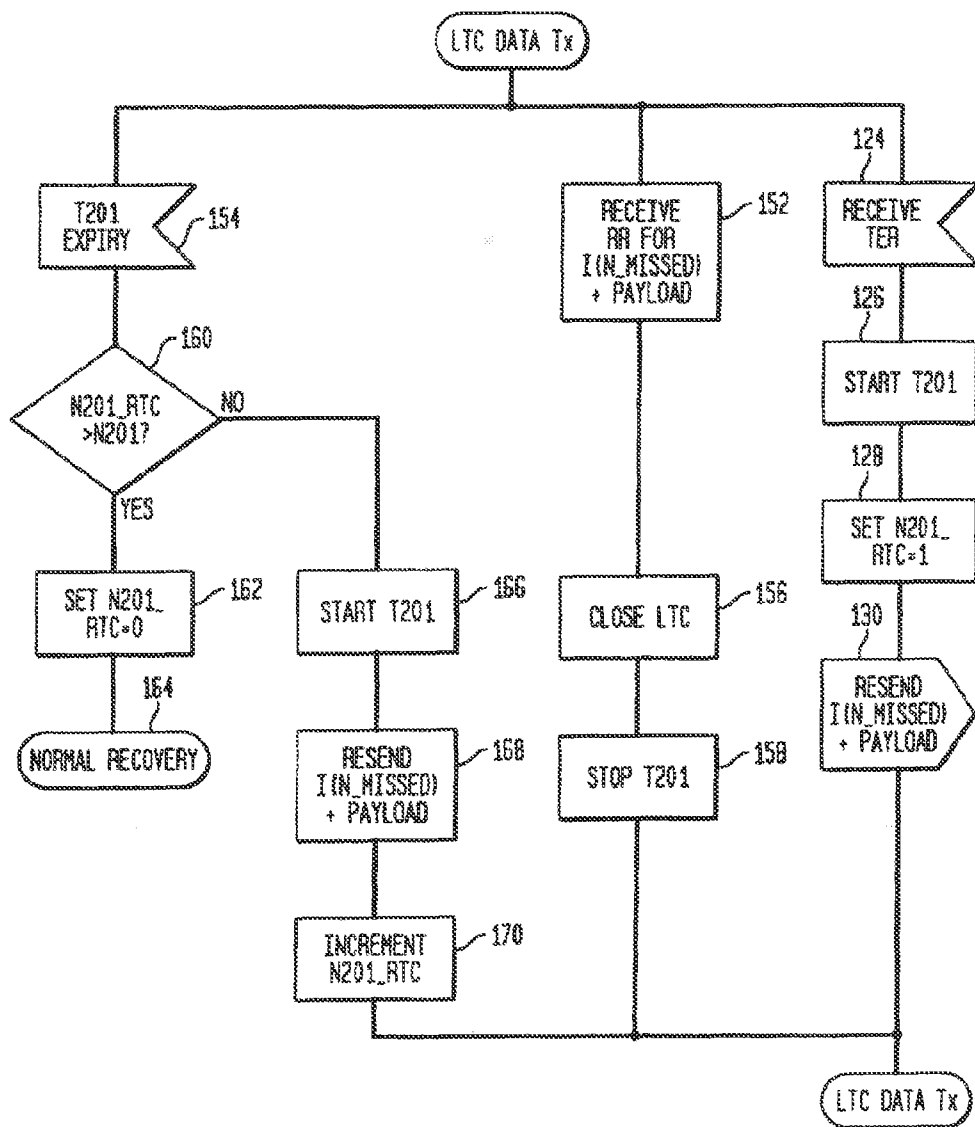 LTC DATA Tx
T201
EXPIRY
154
160
N201_RTC
>N201?
NO
YES
SET N201_
RTC=0
162
164
NORMAL RECOVERY
START T201
166
RESEND
I(N_MISSED)
+ PAYLOAD
168
INCREMENT
N201_RTC
170
RECEIVE
RR FOR
I(N_MISSED)
+ PAYLOAD
152
CLOSE LTC
156
STOP T201
158
124
RECEIVE
TER
126
START T201
128
SET N201_
RTC=1
130
RESEND
I(N_MISSED)
+ PAYLOAD
LTC DATA Tx